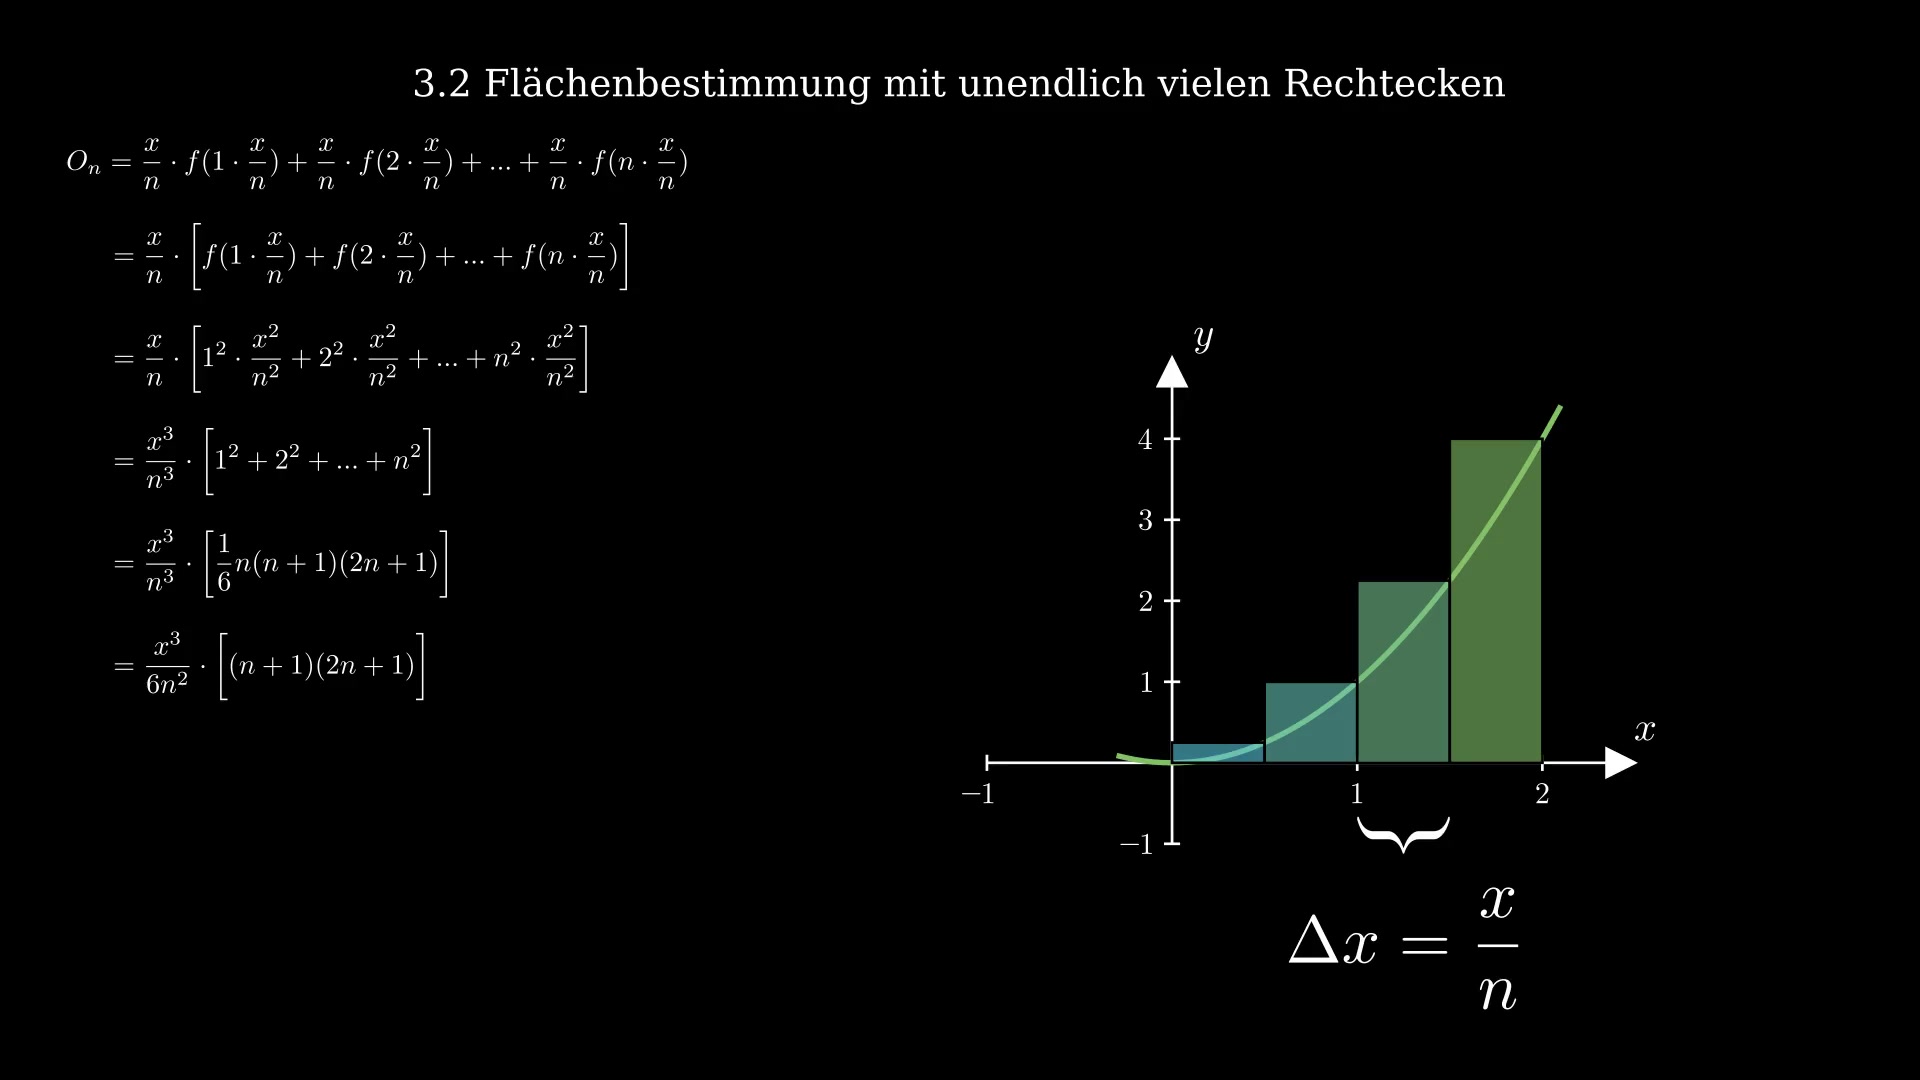 3.2 Flächenbestimmung mit unendlich vielen Rechtecken
$O_n = \frac{x}{n} \cdot f(1 \cdot \frac{x}{n}) + \frac{x}{n} \cdot f(2 \cdot \frac{x}{n}) + ... + \frac{x}{n} \cdot f(n \cdot \frac{x}{n})$
$= \frac{x}{n} \cdot \left[ f(1 \cdot \frac{x}{n}) + f(2 \cdot \frac{x}{n}) + ... + f(n \cdot \frac{x}{n}) \right]$
$= \frac{x}{n} \cdot \left[ 1^2 \cdot \frac{x^2}{n^2} + 2^2 \cdot \frac{x^2}{n^2} + ... + n^2 \cdot \frac{x^2}{n^2} \right]$
$= \frac{x^3}{n^3} \cdot \left[ 1^2 + 2^2 + ... + n^2 \right]$
$= \frac{x^3}{n^3} \cdot \left[ \frac{1}{6} n(n+1)(2n+1) \right]$
$= \frac{x^3}{6n^2} \cdot \left[ (n+1)(2n+1) \right]$
y
4
3
2
1
x
−1 1 2
−1
$\Delta x = \frac{x}{n}$